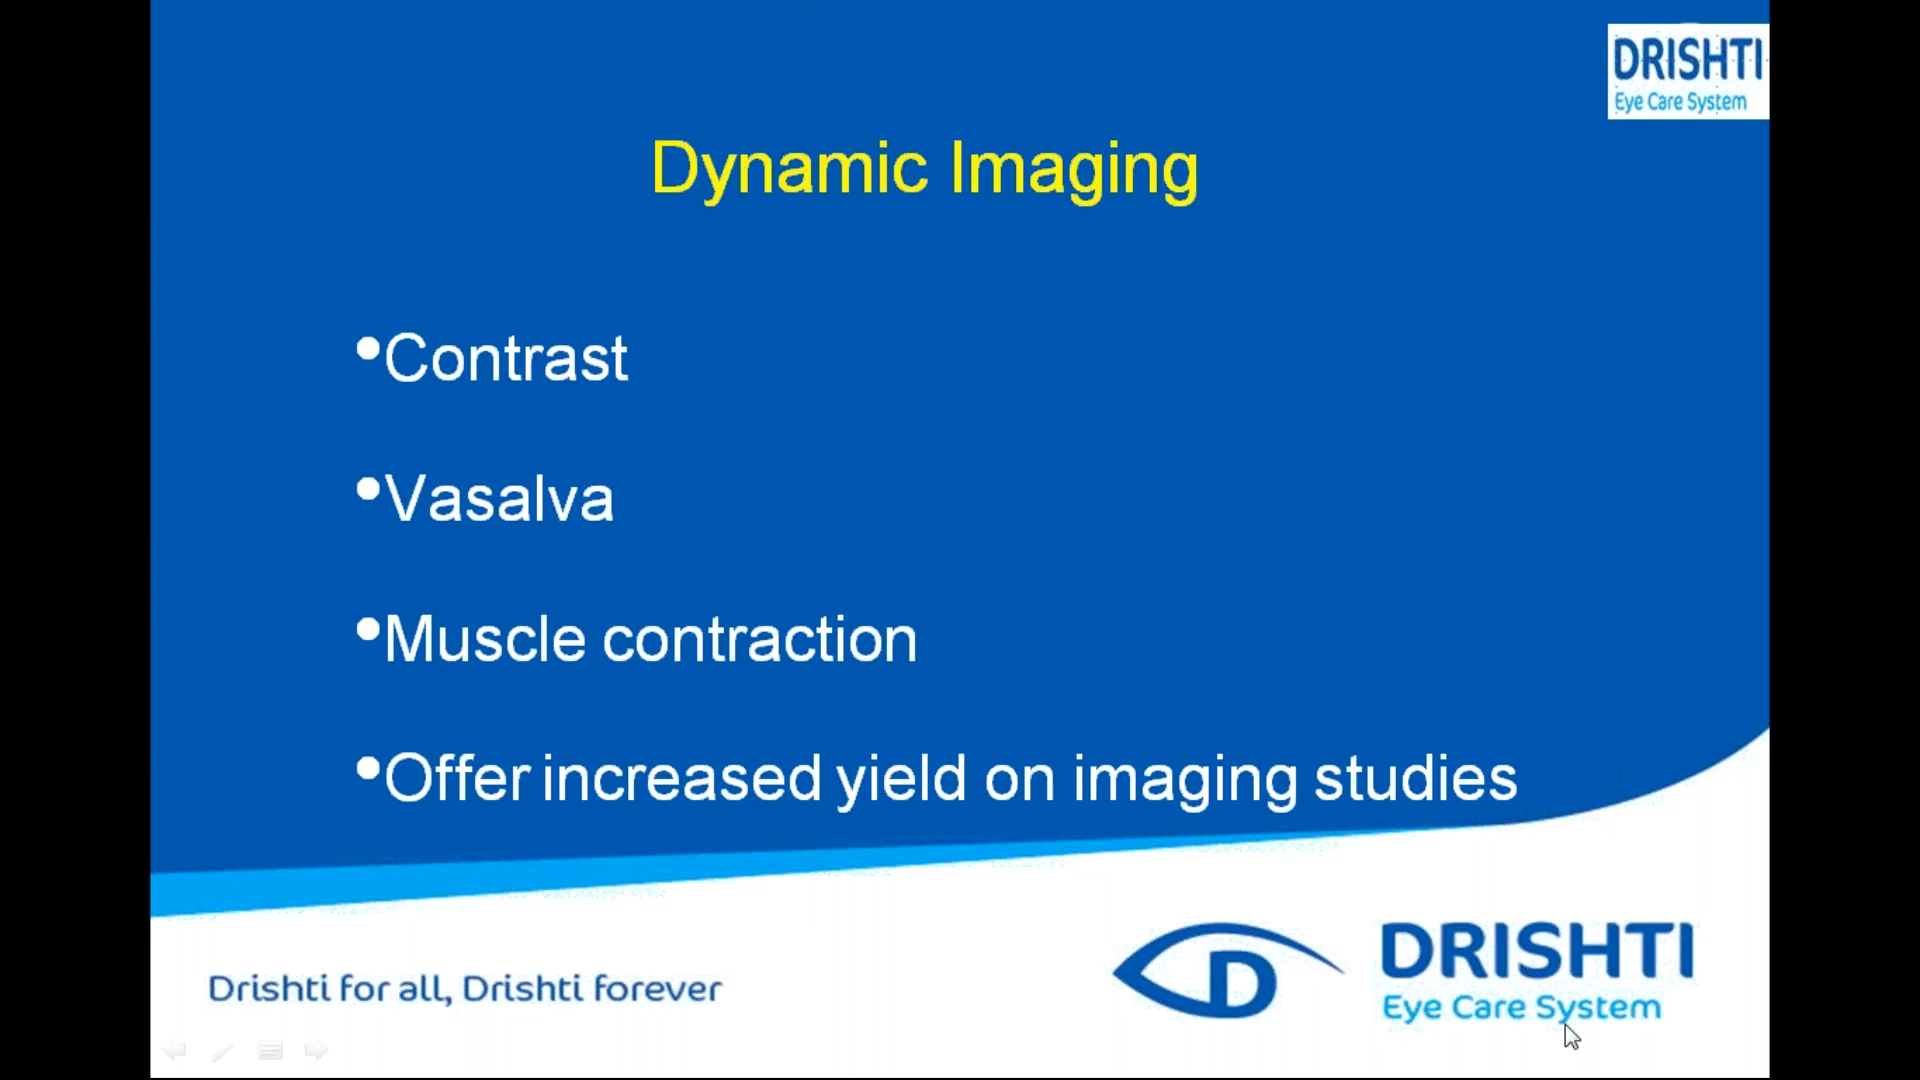 DRISHTI
Eye Care System
Dynamic Imaging
•Contrast
•Vasalva
•Muscle contraction
•Offer increased yield on imaging studies
Drishti for all, Drishti forever
D
DRISHTI
Eye Care System